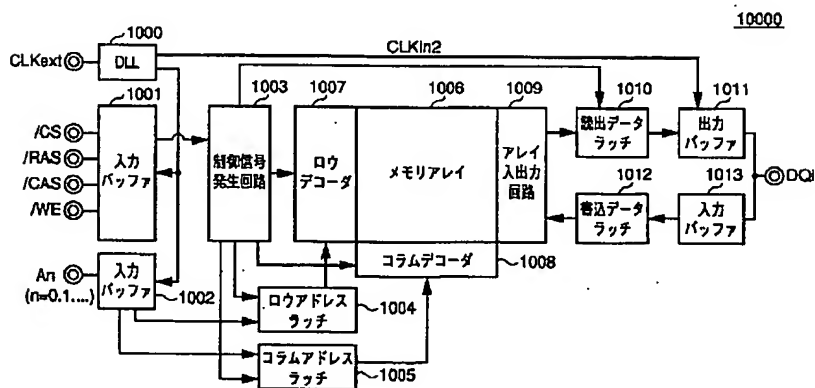 10000
1000
CLKext
DLL
CLKin2
1001
1003
1007
1006
1009
1010
1011
/CS
/RAS
/CAS
/WE
入力
バッファ
制御信号
発生回路
ロウ
デコーダ
メモリアレイ
アレイ
入出力
回路
読出データ
ラッチ
出力
バッファ
1012
1013
書込データ
ラッチ
入力
バッファ
DQi
コラムデコーダ
1008
An
(n=0.1....)
入力
バッファ
1002
ロウアドレス
ラッチ
1004
コラムアドレス
ラッチ
1005